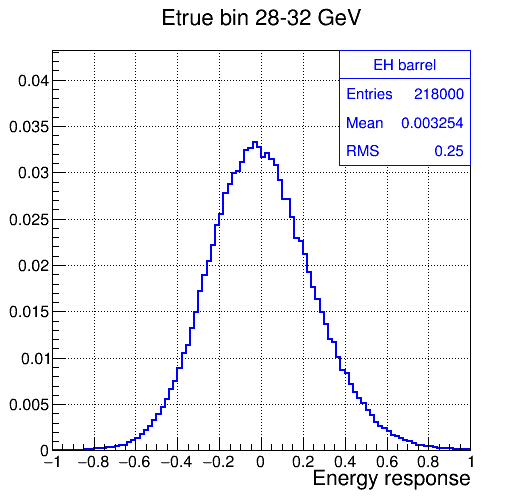 Etrue bin 28-32 GeV
EH barrel
Entries 218000
Mean 0.003254
RMS 0.25
0.04
0.035
0.03
0.025
0.02
0.015
0.01
0.005
0
−1 −0.8 −0.6 −0.4 −0.2 0 0.2 0.4 0.6 0.8 1
Energy response